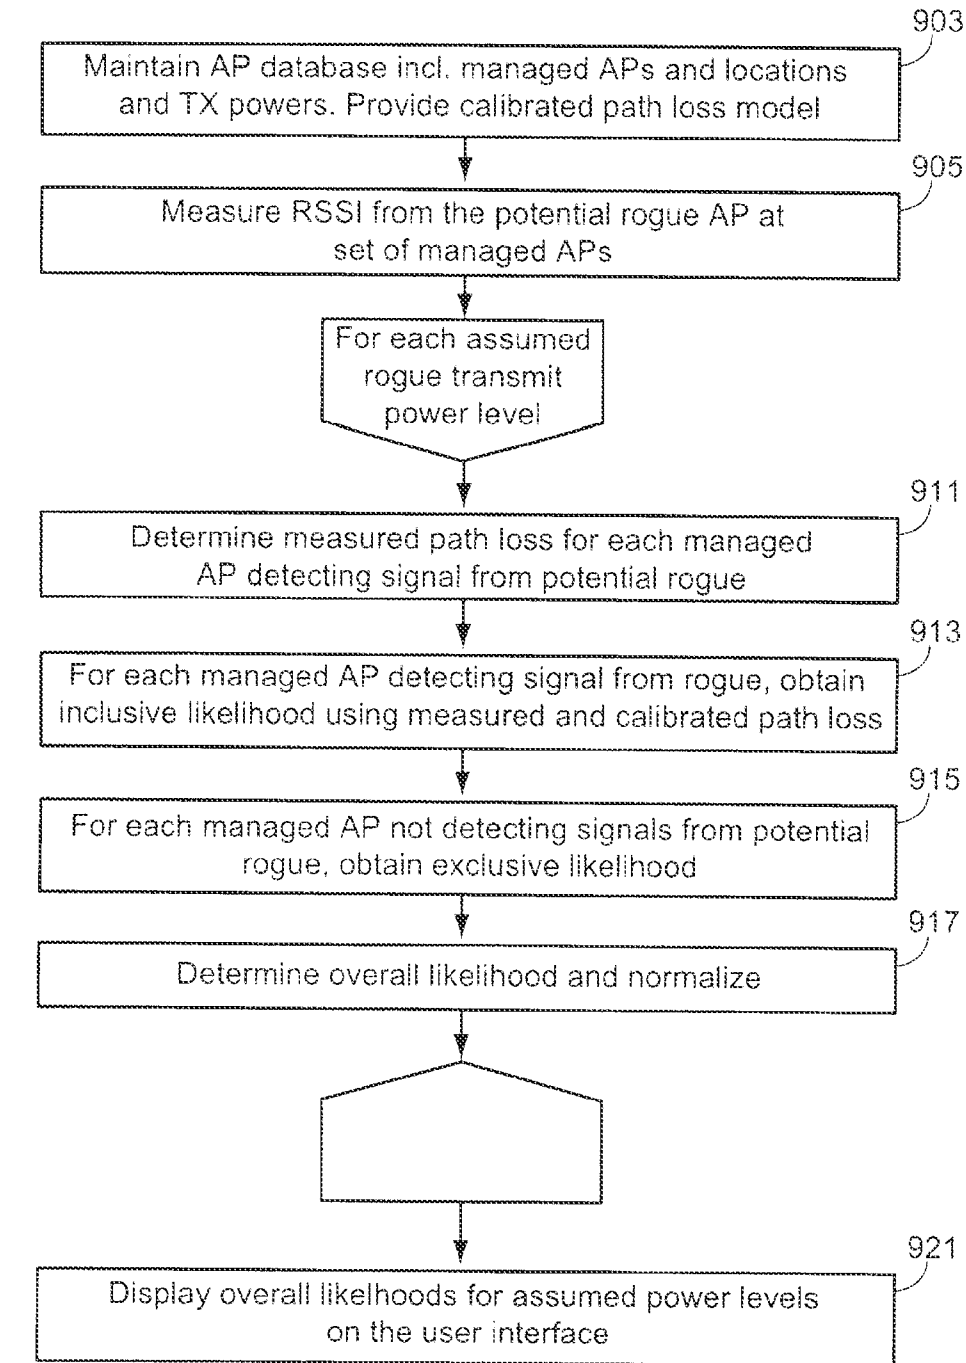 903
Maintain AP database incl. managed APs and locations
and TX powers. Provide calibrated path loss model
905
Measure RSSI from the potential rogue AP at
set of managed APs
For each assumed
rogue transmit
power level
911
Determine measured path loss for each managed
AP detecting signal from potential rogue
913
For each managed AP detecting signal from rogue, obtain
inclusive likelihood using measured and calibrated path loss
915
For each managed AP not detecting signals from potential
rogue, obtain exclusive likelihood
917
Determine overall likelihood and normalize
921
Display overall likelhoods for assumed power levels
on the user interface